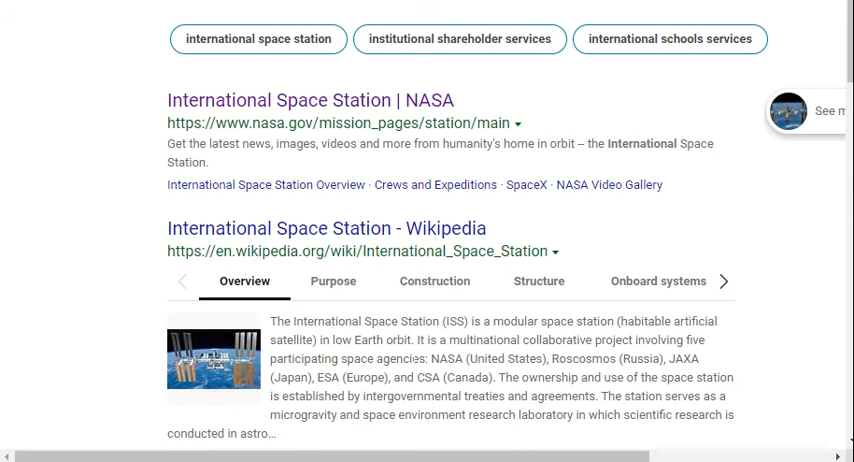 international space station institutional shareholder services international schools services
International Space Station | NASA
https://www.nasa.gov/mission_pages/station/main
See m
Get the latest news, images, videos and more from humanity's home in orbit – the International Space
Station.
International Space Station Overview · Crews and Expeditions · SpaceX · NASA Video Gallery
International Space Station - Wikipedia
https://en.wikipedia.org/wiki/International_Space_Station
Overview Purpose Construction Structure Onboard systems
The International Space Station (ISS) is a modular space station (habitable artificial
satellite) in low Earth orbit. It is a multinational collaborative project involving five
participating space agencies: NASA (United States), Roscosmos (Russia), JAXA
(Japan), ESA (Europe), and CSA (Canada). The ownership and use of the space station
is established by intergovernmental treaties and agreements. The station serves as a
microgravity and space environment research laboratory in which scientific research is
conducted in astro…